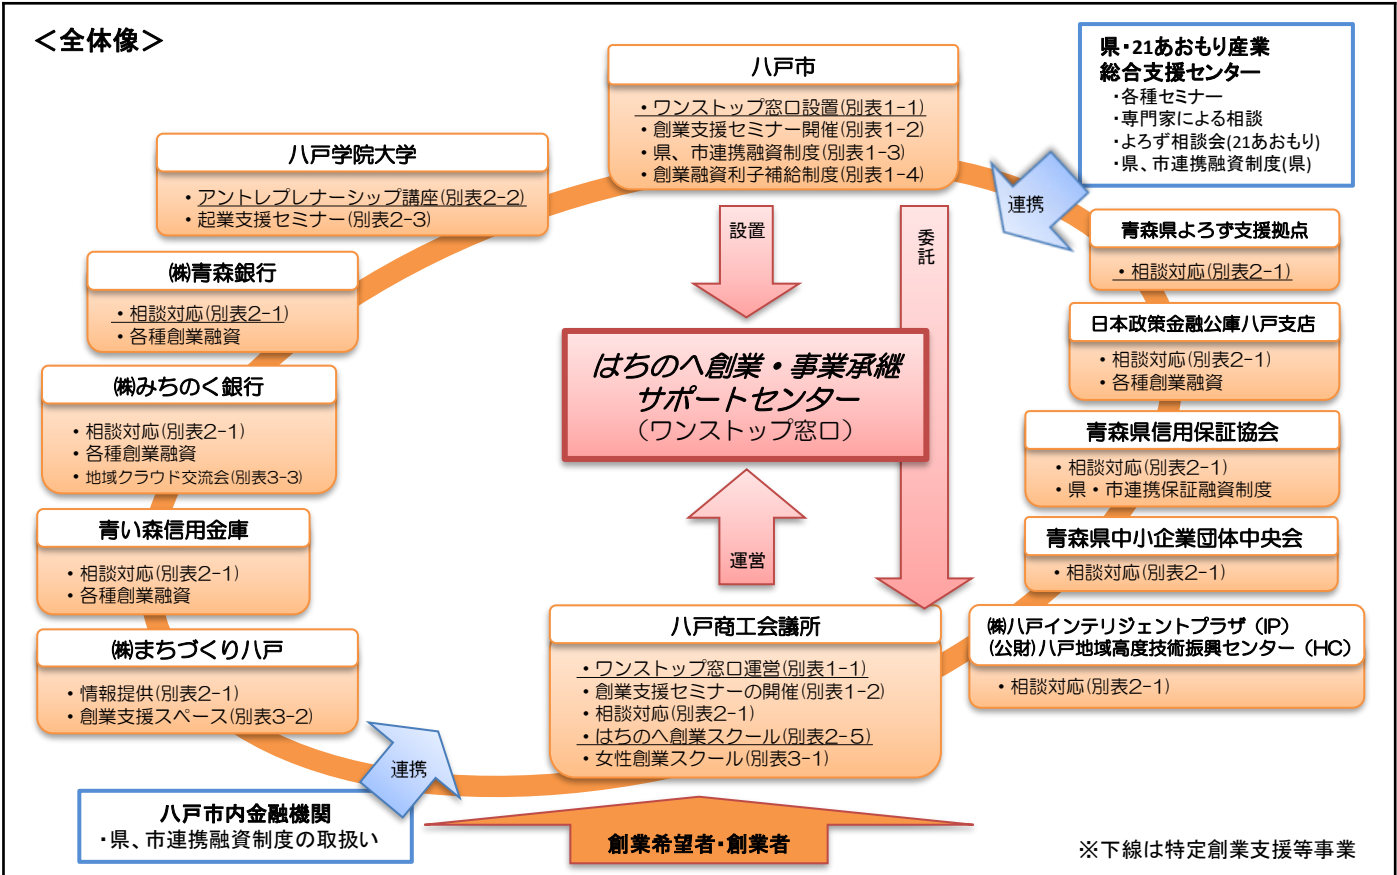 ＜全体像＞
八戸市
・ワンストップ窓口設置(別表1-1)
・創業支援セミナー開催(別表1-2)
・県、市連携融資制度(別表1-3)
・創業融資利子補給制度(別表1-4)
県・21あおもり産業
総合支援センター
・各種セミナー
・専門家による相談
・よろず相談会(21あおもり)
・県、市連携融資制度(県)
連携
八戸学院大学
・アントレプレナーシップ講座(別表2-2)
・起業支援セミナー(別表2-3)
㈱青森銀行
・相談対応(別表2-1)
・各種創業融資
㈱みちのく銀行
・相談対応(別表2-1)
・各種創業融資
・地域クラウド交流会(別表3-3)
青い森信用金庫
・相談対応(別表2-1)
・各種創業融資
㈱まちづくり八戸
・情報提供(別表2-1)
・創業支援スペース(別表3-2)
連携
八戸市内金融機関
・県、市連携融資制度の取扱い
設置
委託
はちのへ創業・事業承継
サポートセンター
（ワンストップ窓口）
運営
八戸商工会議所
・ワンストップ窓口運営(別表1-1)
・創業支援セミナーの開催(別表1-2)
・相談対応(別表2-1)
・はちのへ創業スクール(別表2-5)
・女性創業スクール(別表3-1)
創業希望者・創業者
青森県よろず支援拠点
・相談対応(別表2-1)
日本政策金融公庫八戸支店
・相談対応(別表2-1)
・各種創業融資
青森県信用保証協会
・相談対応(別表2-1)
・県・市連携保証融資制度
青森県中小企業団体中央会
・相談対応(別表2-1)
㈱八戸インテリジェントプラザ（IP）
(公財)八戸地域高度技術振興センター（HC）
・相談対応(別表2-1)
※下線は特定創業支援等事業